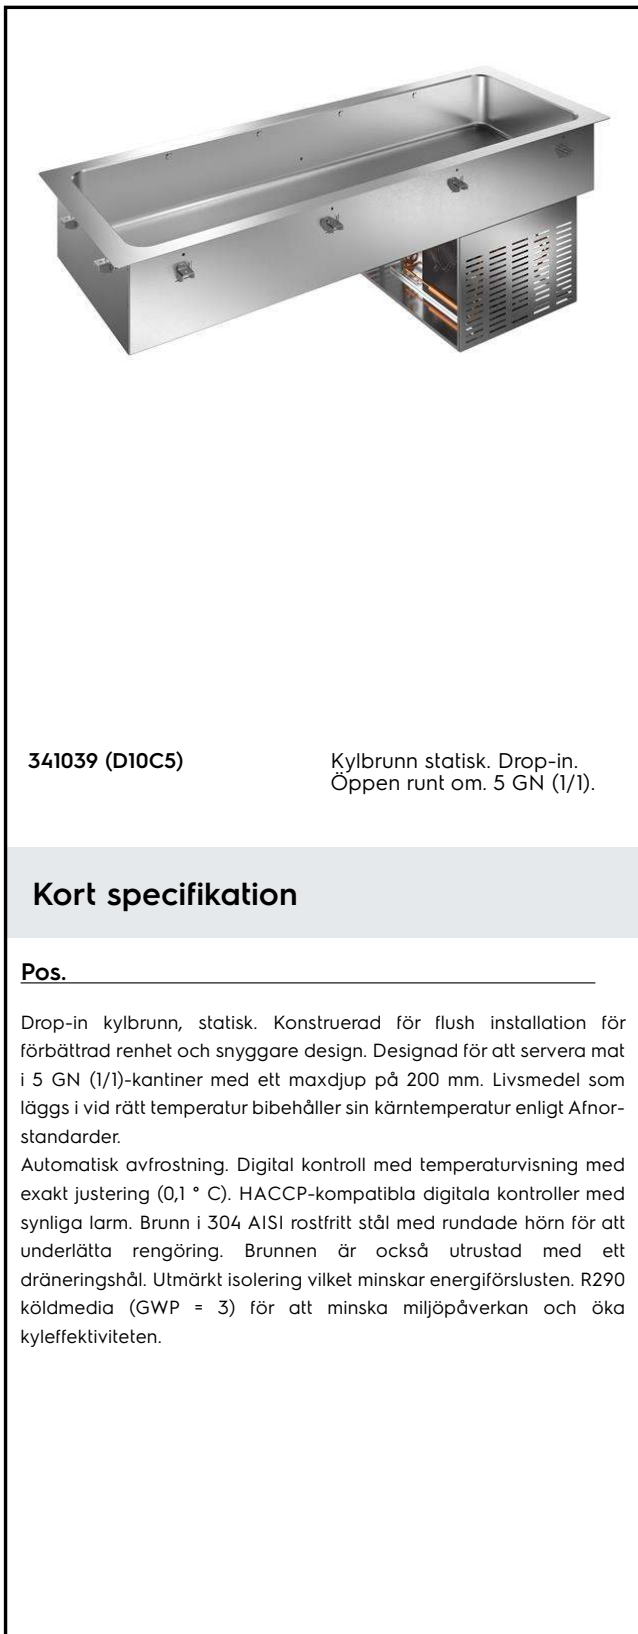 341039 (D10C5)
Kylbrunn statisk. Drop-in.
Öppen runt om. 5 GN (1/1).
Kort specifikation
Pos.
Drop-in kylbrunn, statisk. Konstruerad för flush installation för
förbättrad renhet och snyggare design. Designad för att servera mat
i 5 GN (1/1)-kantiner med ett maxdjup på 200 mm. Livsmedel som
läggs i vid rätt temperatur bibehåller sin kärntemperatur enligt Afnor-
standarder.
Automatisk avfrostning. Digital kontroll med temperaturvisning med
exakt justering (0,1 ° C). HACCP-kompatibla digitala kontroller med
synliga larm. Brunn i 304 AISI rostfritt stål med rundade hörn för att
underlätta rengöring. Brunnen är också utrustad med ett
dräneringshål. Utmärkt isolering vilket minskar energiförslusten. R290
köldmedia (GWP = 3) för att minska miljöpåverkan och öka
kyleffektiviteten.